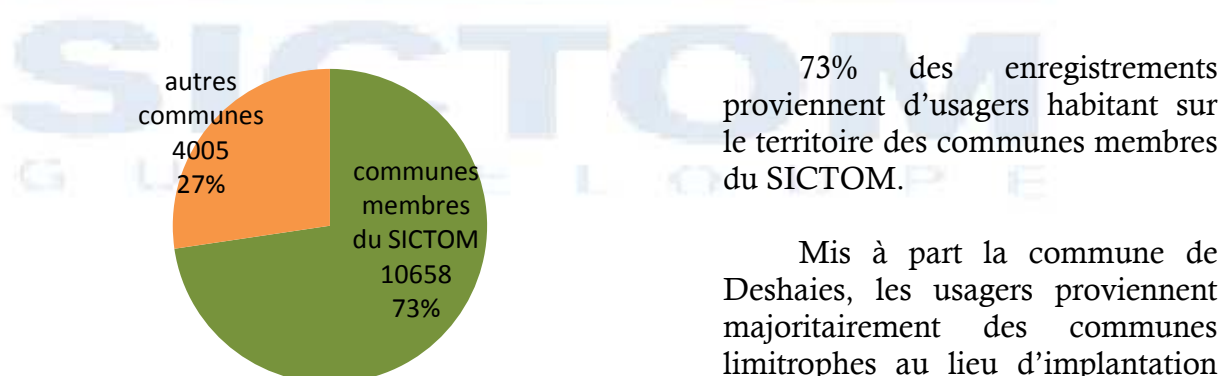 SICTOM
autres
communes
4005
27%
communes
membres
du SICTOM
10658
73%
73% des enregistrements
proviennent d’usagers habitant sur
le territoire des communes membres
du SICTOM.
Mis à part la commune de
Deshaies, les usagers proviennent
majoritairement des communes
limitrophes au lieu d’implantation